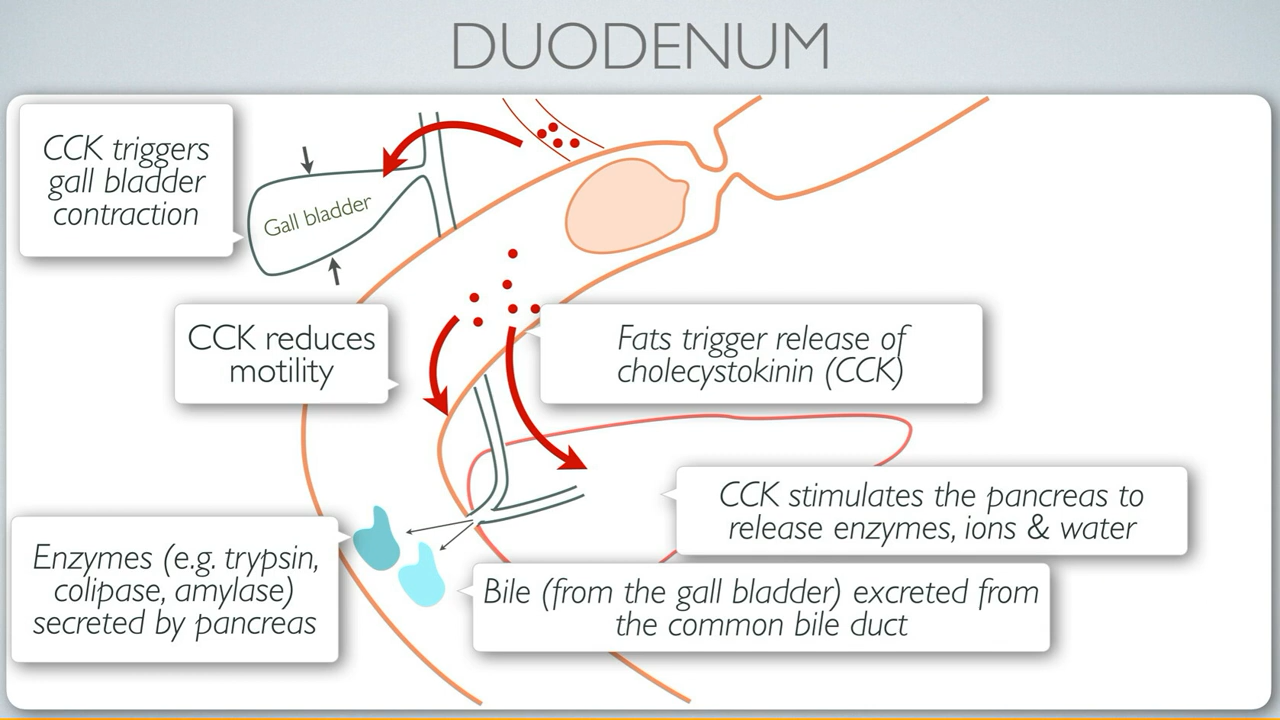 DUODENUM
CCK triggers
gall bladder
contraction
Gall bladder
CCK reduces
motility
Fats trigger release of
cholecystokinin (CCK)
CCK stimulates the pancreas to
release enzymes, ions & water
Enzymes (e.g. trypsin,
colipase, amylase)
secreted by pancreas
Bile (from the gall bladder) excreted from
the common bile duct